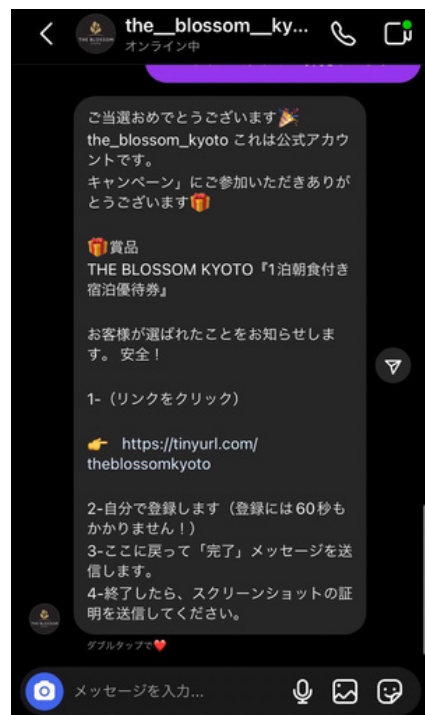 the__blossom__ky...
オンライン中
ご当選おめでとうございます🎉
the_blossom_kyoto これは公式アカウ
ントです。
キャンペーン」にご参加いただきありが
とうございます🎁
🎁賞品
THE BLOSSOM KYOTO『1泊朝食付き
宿泊優待券』
お客様が選ばれたことをお知らせしま
す。 安全！
1-（リンクをクリック）
👉 https://tinyurl.com/
theblossomkyoto
2-自分で登録します（登録には60秒も
かかりません！）
3-ここに戻って「完了」メッセージを送
信します。
4-終了したら、スクリーンショットの証
明を送信してください。
ダブルタップで❤️
メッセージを入力...